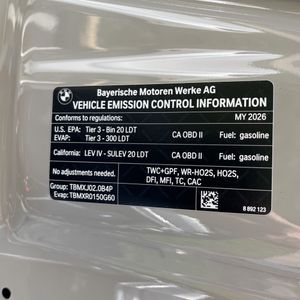 BMW
Bayerische Motoren Werke AG
VEHICLE EMISSION CONTROL INFORMATION
Conforms to regulations: MY 2026
U.S. EPA: Tier 3 - Bin 20 LDT CA OBD II Fuel: gasoline
EVAP: Tier 3 - 300 LDT
California: LEV IV - SULEV 20 LDT CA OBD II Fuel: gasoline
TWC+GPF, WR-HO2S, HO2S,
DFI, MFI, TC, CAC
Group: TBMXJ02.0B4P
Evap: TBMXR0150G60
8 892 123